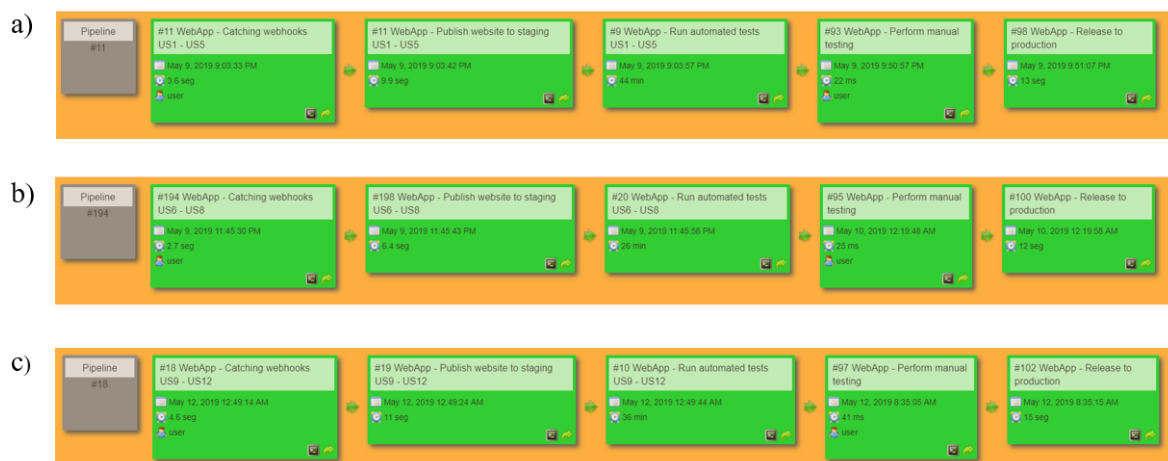 a)
Pipeline
#11
#11 WebApp - Catching webhooks
US1 - US5
May 9, 2019 9:03:33 PM
3.6 seg
user
#11 WebApp - Publish website to staging
US1 - US5
May 9, 2019 9:03:42 PM
9.9 seg
#9 WebApp - Run automated tests
US1 - US5
May 9, 2019 9:03:57 PM
44 min
#93 WebApp - Perform manual
testing
May 9, 2019 9:50:57 PM
22 ms
user
#98 WebApp - Release to
production
May 9, 2019 9:51:07 PM
13 seg
b)
Pipeline
#194
#194 WebApp - Catching webhooks
US6 - US8
May 9, 2019 11:45:30 PM
2.7 seg
user
#198 WebApp - Publish website to staging
US6 - US8
May 9, 2019 11:45:43 PM
6.4 seg
#20 WebApp - Run automated tests
US6 - US8
May 9, 2019 11:45:56 PM
26 min
#95 WebApp - Perform manual
testing
May 10, 2019 12:19:48 AM
25 ms
user
#100 WebApp - Release to
production
May 10, 2019 12:19:58 AM
12 seg
c)
Pipeline
#18
#18 WebApp - Catching webhooks
US9 - US12
May 12, 2019 12:49:14 AM
4.6 seg
user
#19 WebApp - Publish website to staging
US9 - US12
May 12, 2019 12:49:24 AM
11 seg
#10 WebApp - Run automated tests
US9 - US12
May 12, 2019 12:49:44 AM
36 min
#97 WebApp - Perform manual
testing
May 12, 2019 8:35:05 AM
41 ms
user
#102 WebApp - Release to
production
May 12, 2019 8:35:15 AM
15 seg